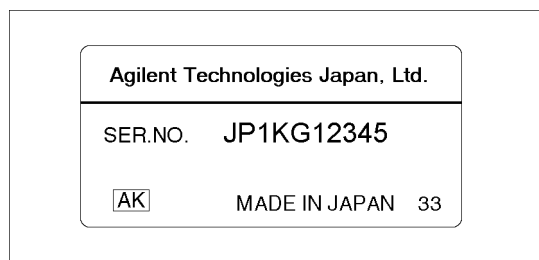 Agilent Technologies Japan, Ltd.
SER.NO. JP1KG12345
AK MADE IN JAPAN 33